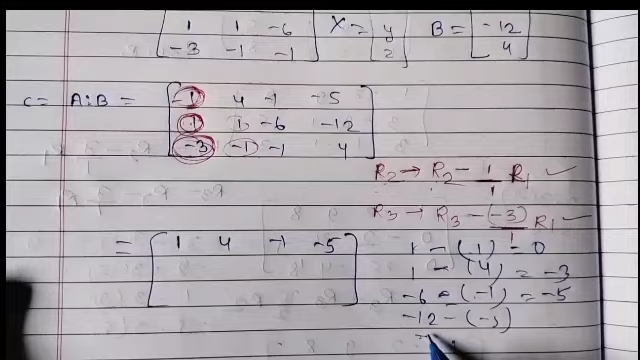 1 1 -6 X = y B = -12
-3 -1 -1 z 4
C = A:B = 1 4 -1 -5
1 1 -6 -12
-3 -1 -1 4
R2 → R2 - 1/1 R1 ✓
R3 → R3 - (-3)/1 R1 ✓
= 1 4 -1 -5
1 - (1) = 0
1 - (4) = -3
-6 - (-1) = -5
-12 - (-5)